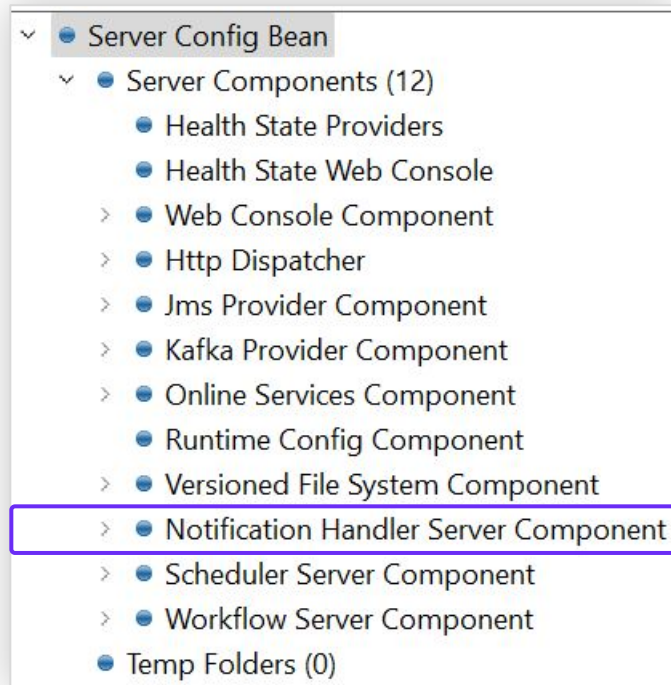 Server Config Bean
Server Components (12)
Health State Providers
Health State Web Console
Web Console Component
Http Dispatcher
Jms Provider Component
Kafka Provider Component
Online Services Component
Runtime Config Component
Versioned File System Component
Notification Handler Server Component
Scheduler Server Component
Workflow Server Component
Temp Folders (0)